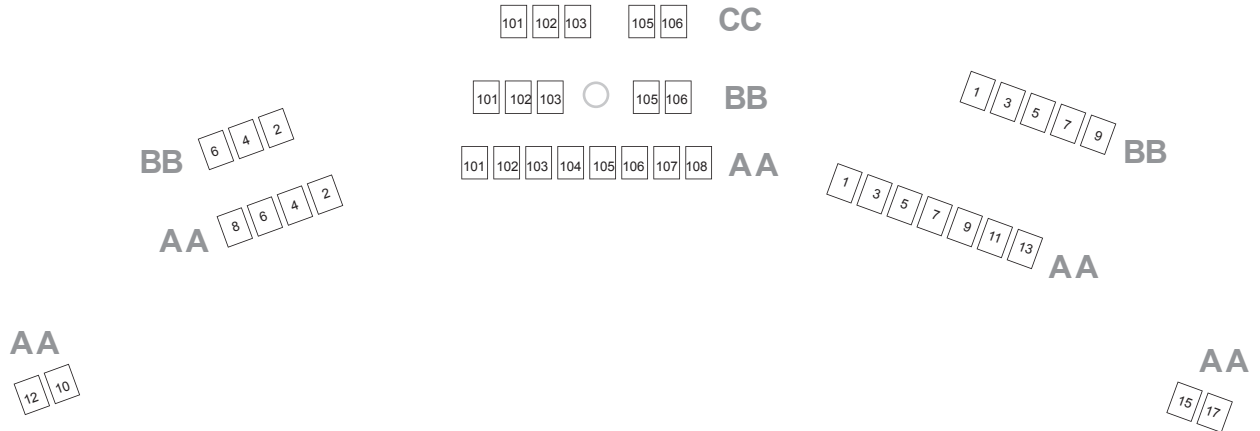 101 102 103 105 106 CC
101 102 103 105 106 BB
1 3 5 7 9 BB
BB 6 4 2
101 102 103 104 105 106 107 108 AA
AA 8 6 4 2
1 3 5 7 9 11 13 AA
AA
12 10
AA
15 17